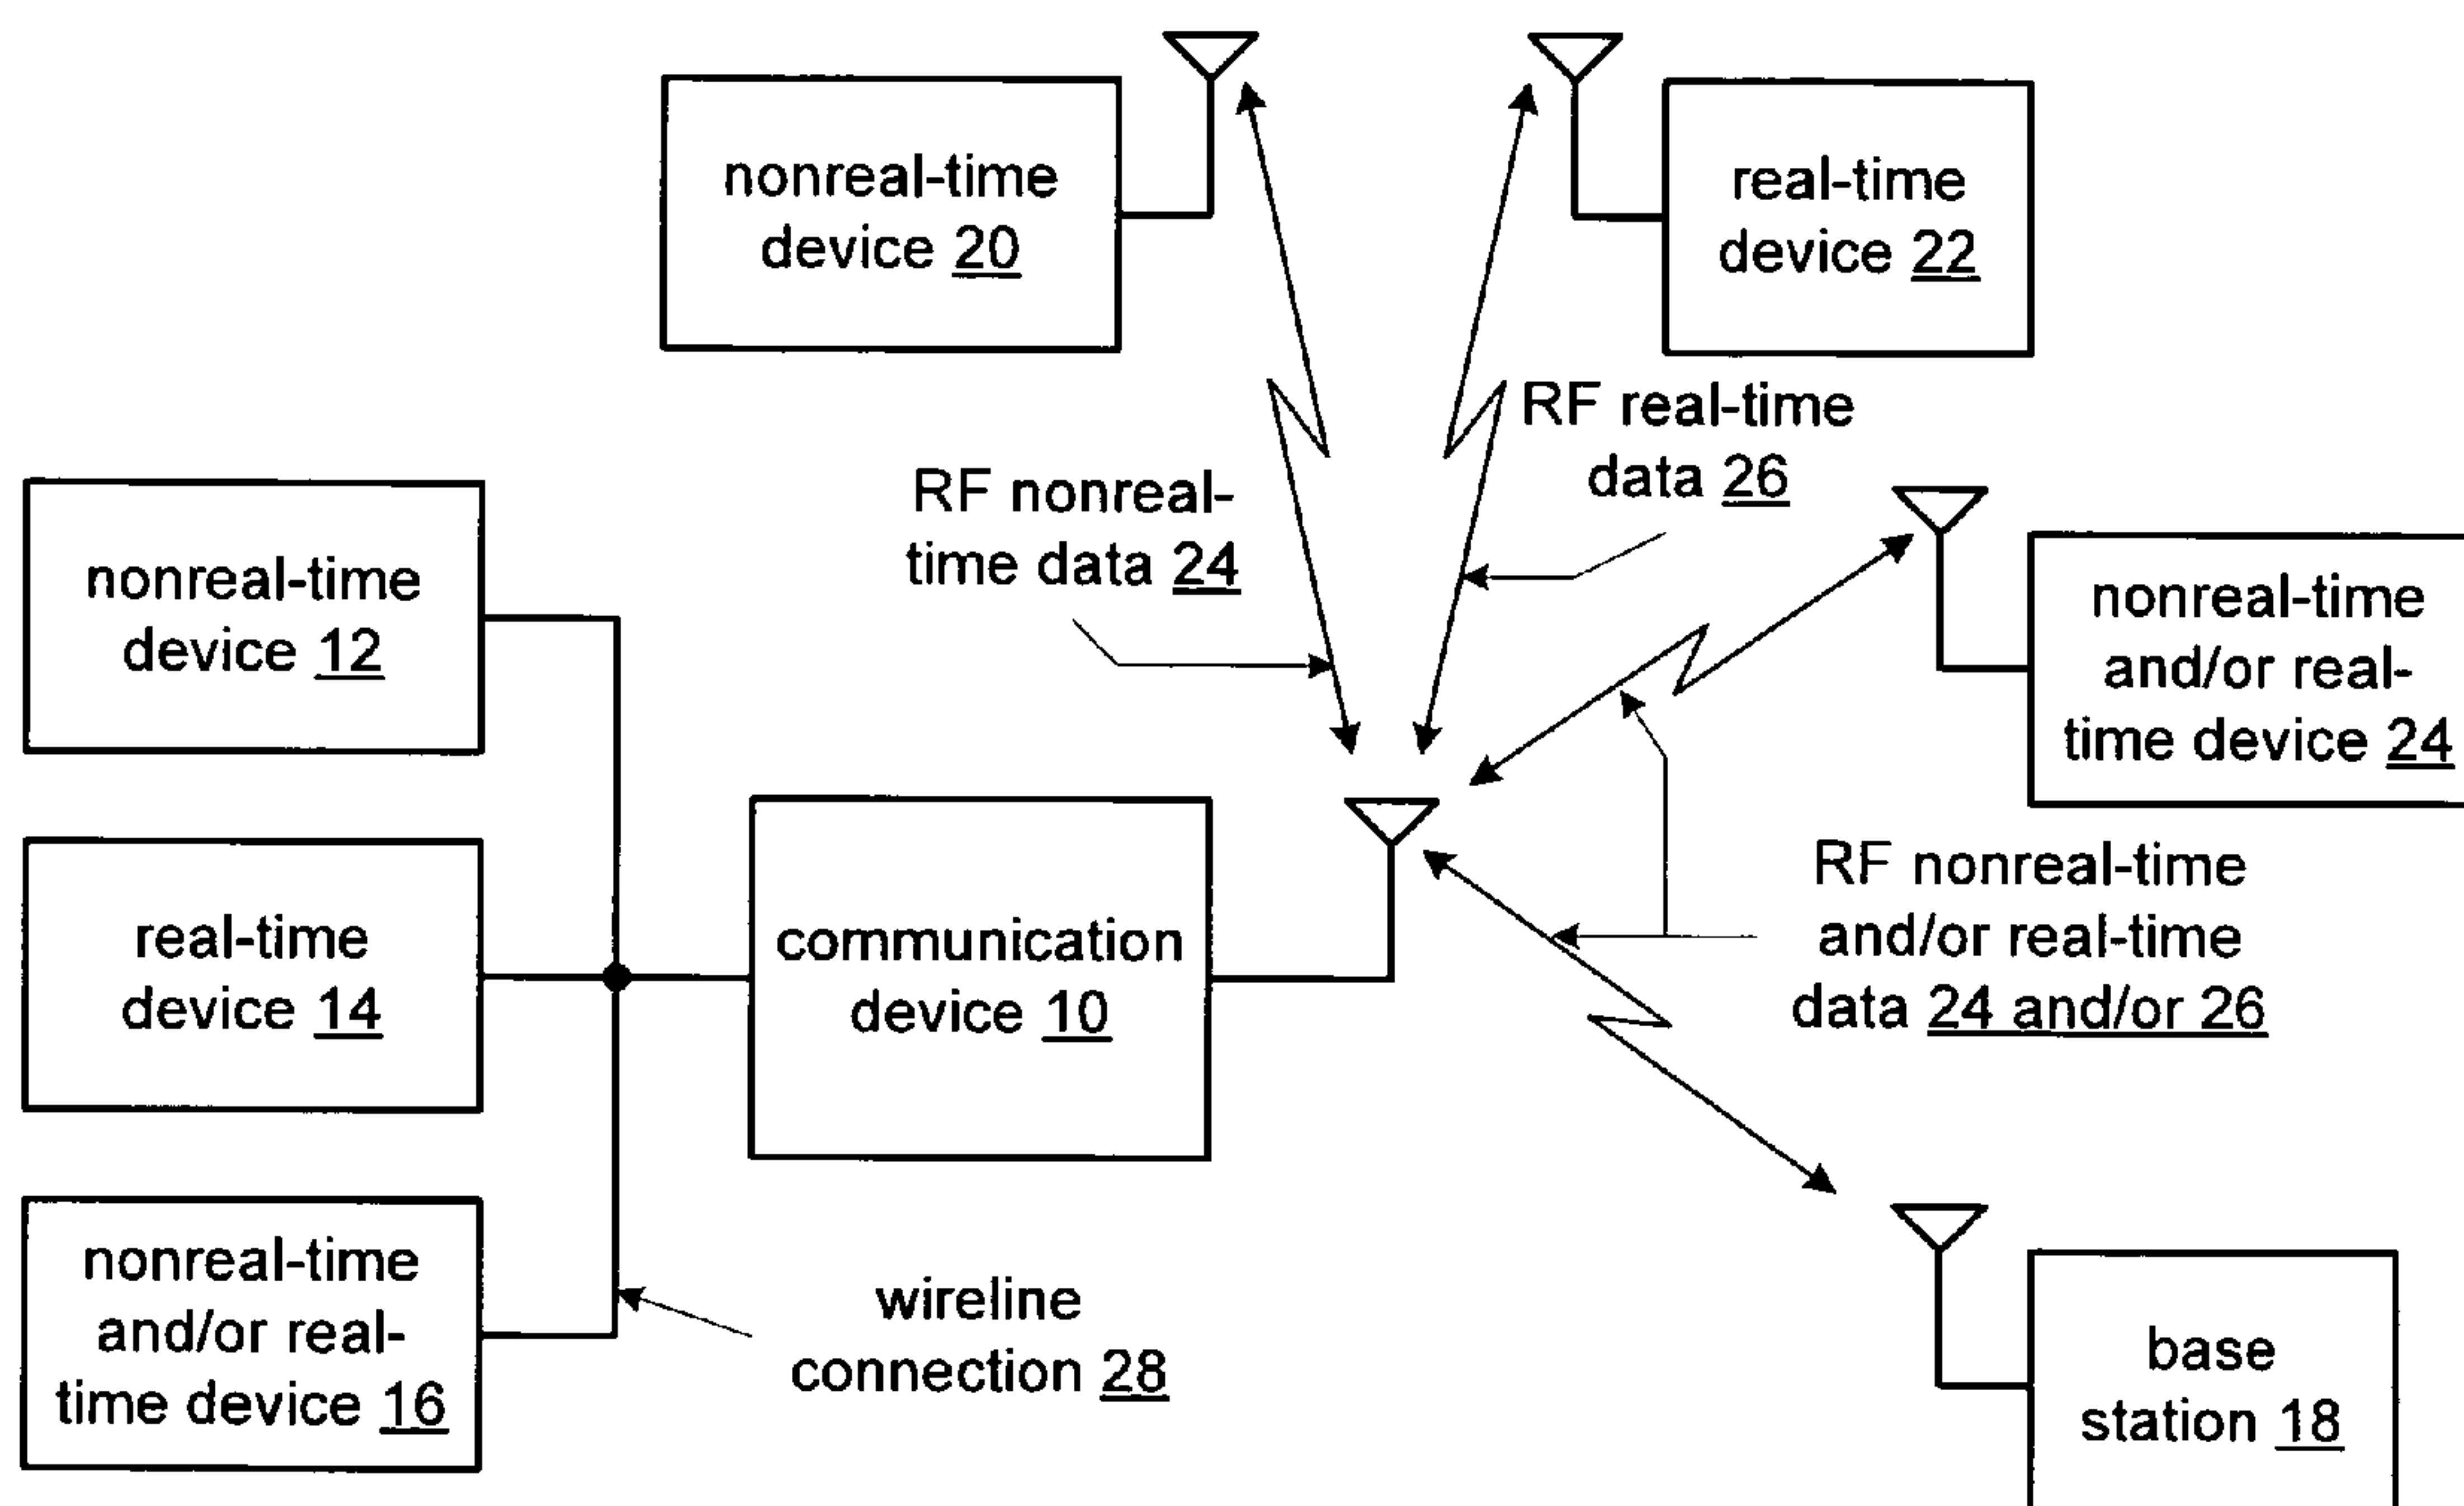 nonreal-time
device 20
real-time
device 22
RF real-time
data 26
RF nonreal-
time data 24
nonreal-time
device 12
nonreal-time
and/or real-
time device 24
real-time
device 14
communication
device 10
RF nonreal-time
and/or real-time
data 24 and/or 26
nonreal-time
and/or real-
time device 16
wireline
connection 28
base
station 18